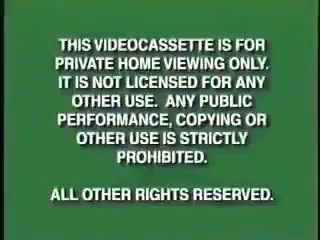 THIS VIDEOCASSETTE IS FOR
PRIVATE HOME VIEWING ONLY.
IT IS NOT LICENSED FOR ANY
OTHER USE.  ANY PUBLIC
PERFORMANCE, COPYING OR
OTHER USE IS STRICTLY
PROHIBITED.
ALL OTHER RIGHTS RESERVED.